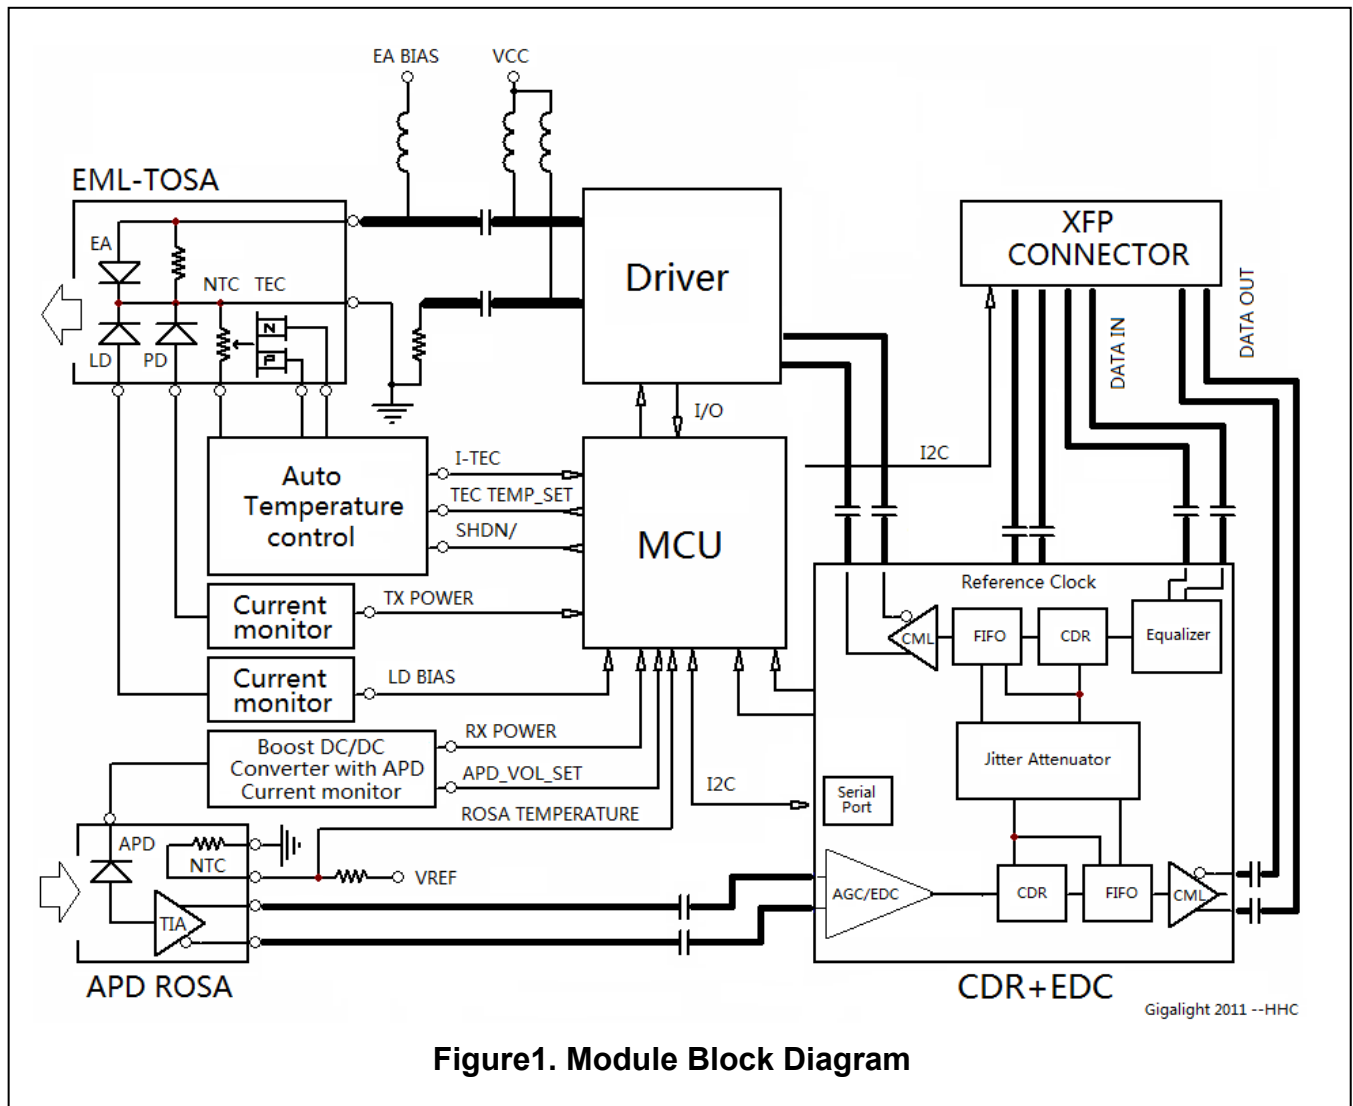 EA BIAS
VCC
EML-TOSA
EA
NTC TEC
N
P
LD
PD
Driver
XFP
CONNECTOR
DATA IN
DATA OUT
I/O
I2C
Auto
Temperature
control
I-TEC
TEC TEMP_SET
SHDN/
MCU
Current
monitor
TX POWER
Current
monitor
LD BIAS
Boost DC/DC
Converter with APD
Current monitor
RX POWER
APD_VOL_SET
ROSA TEMPERATURE
I2C
Reference Clock
CML
FIFO
CDR
Equalizer
Jitter Attenuator
Serial
Port
AGC/EDC
CDR
FIFO
CML
APD
NTC
VREF
TIA
APD ROSA
CDR+EDC
Gigalight 2011 --HHC
Figure1. Module Block Diagram